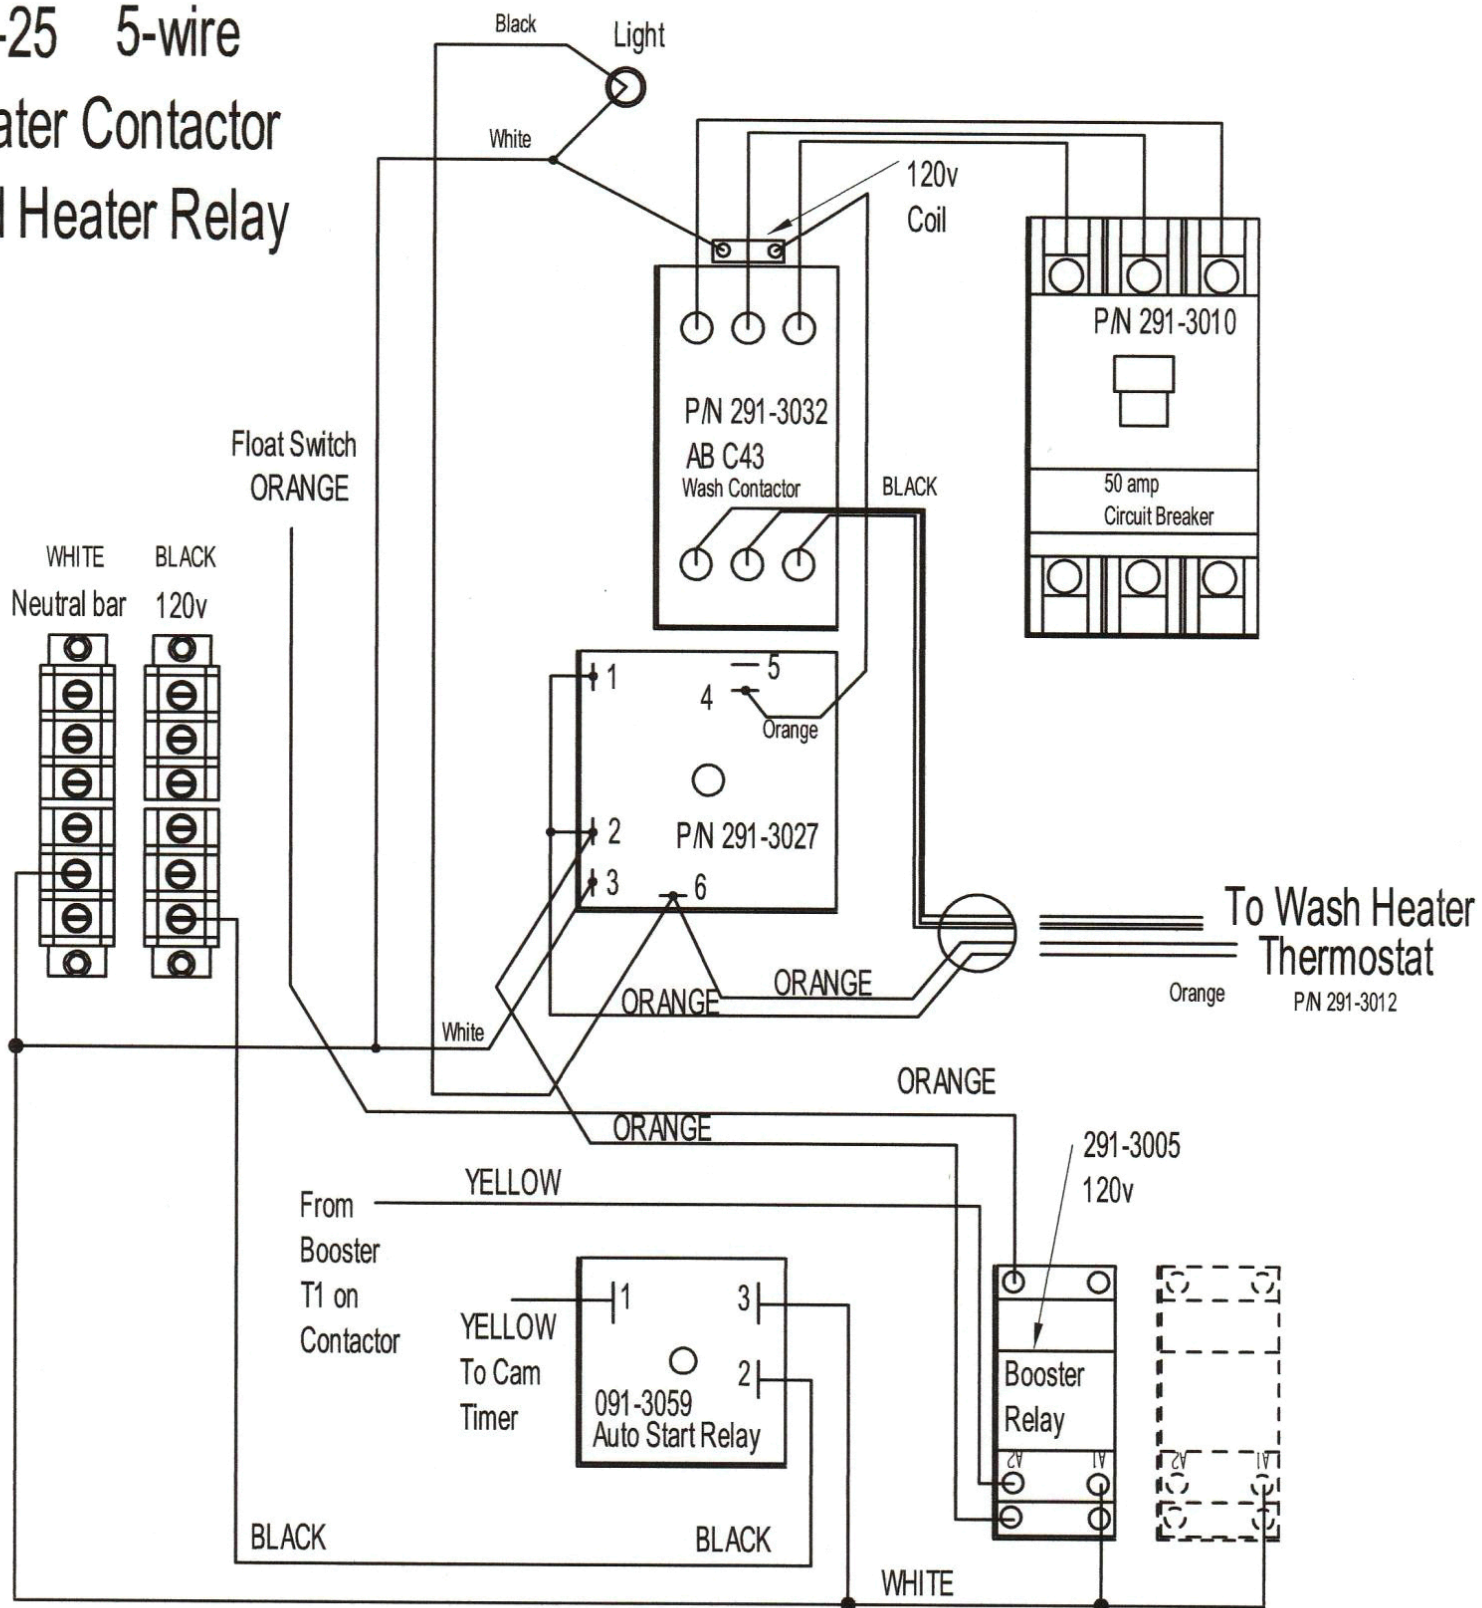 -25 5-wire
Contactor
Heater Relay
Black
Light
White
120v
Coil
P/N 291-3010
50 amp
Circuit Breaker
P/N 291-3032
AB C43
Wash Contactor
BLACK
Float Switch
ORANGE
WHITE
Neutral bar
BLACK
120v
1
5
4
Orange
2
P/N 291-3027
3
6
To Wash Heater
Thermostat
P/N 291-3012
Orange
ORANGE
ORANGE
White
ORANGE
ORANGE
291-3005
120v
YELLOW
From
Booster
T1 on
Contactor
YELLOW
To Cam
Timer
1
3
2
091-3059
Auto Start Relay
Booster
Relay
A2
A1
A2
A1
BLACK
BLACK
WHITE